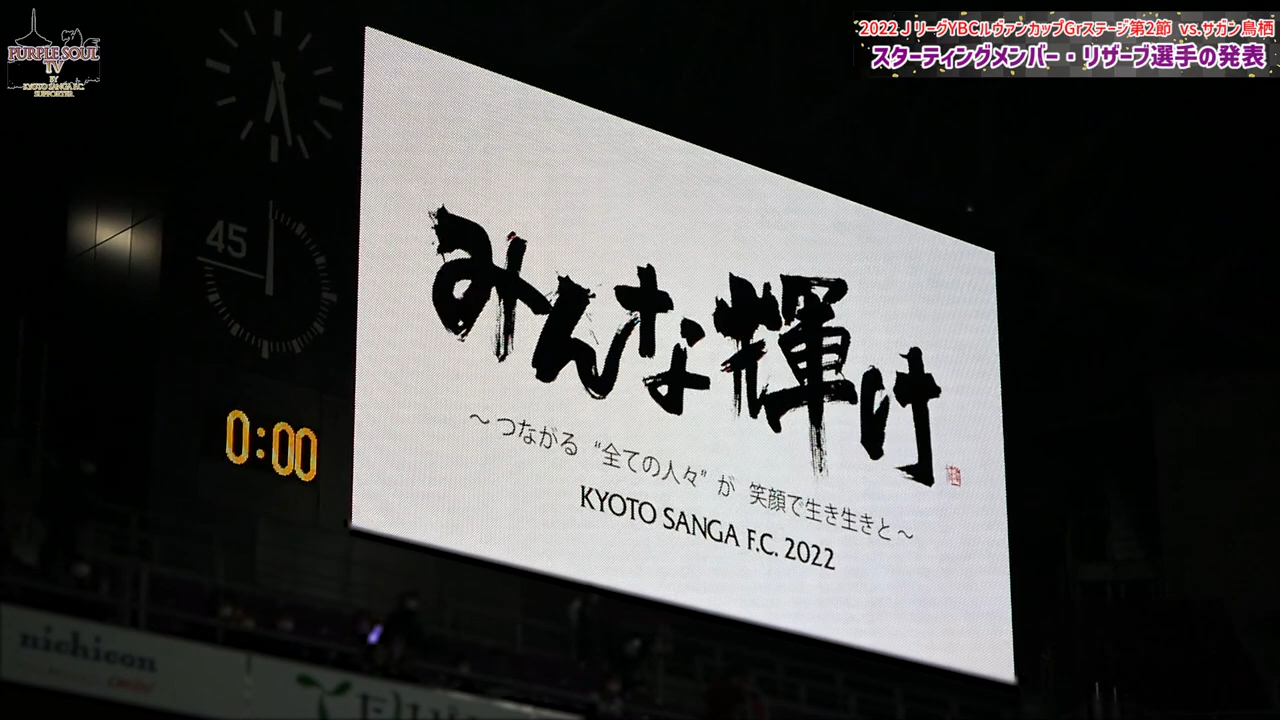 PURPLE SOUL
TV
BY
KYOTO SANGA F.C.
SUPPORTER
2022 JリーグYBCルヴァンカップGrステージ第2節 vs.サガン鳥栖
スターティングメンバー・リザーブ選手の発表
45
0:00
みんな輝け
～つながる “全ての人々” が 笑顔で生き生きと～
KYOTO SANGA F.C. 2022
nichicon